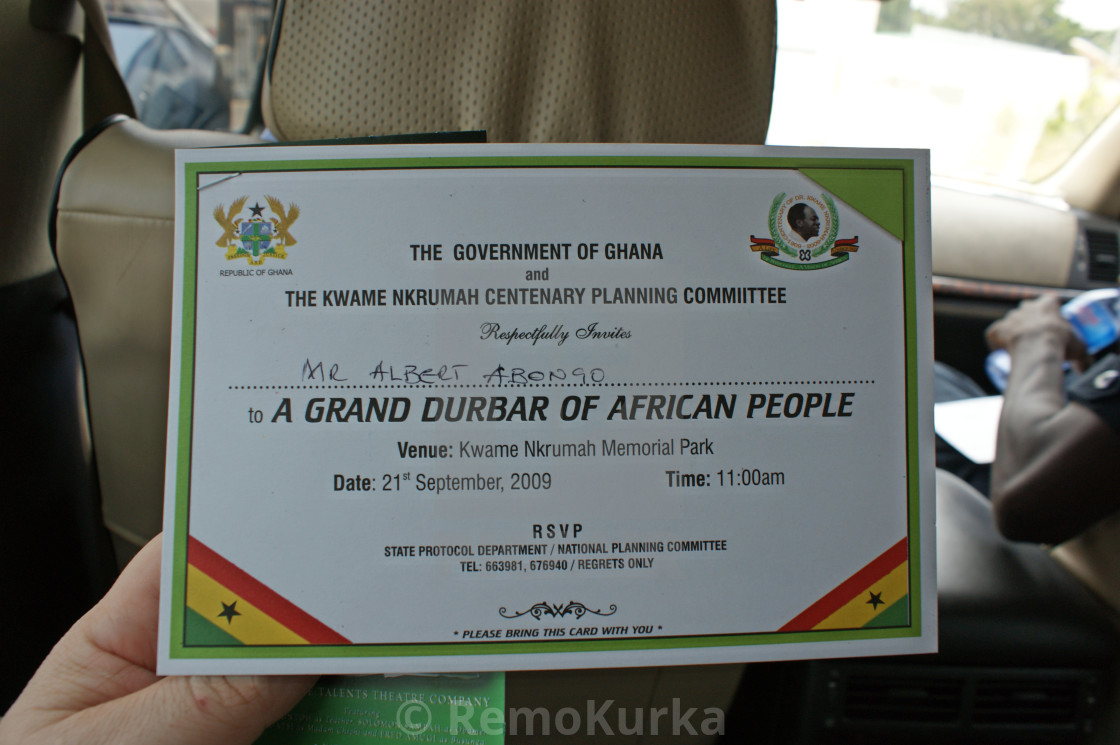 REPUBLIC OF GHANA
THE GOVERNMENT OF GHANA
and
THE KWAME NKRUMAH CENTENARY PLANNING COMMIITTEE
Respectfully Invites
MR ALBERT ABONGO
to A GRAND DURBAR OF AFRICAN PEOPLE
Venue: Kwame Nkrumah Memorial Park
Date: 21st September, 2009 Time: 11:00am
RSVP
STATE PROTOCOL DEPARTMENT / NATIONAL PLANNING COMMITTEE
TEL: 663981, 676940 / REGRETS ONLY
* PLEASE BRING THIS CARD WITH YOU *
TALENTS THEATRE COMPANY
Featuring
© RemoKurka